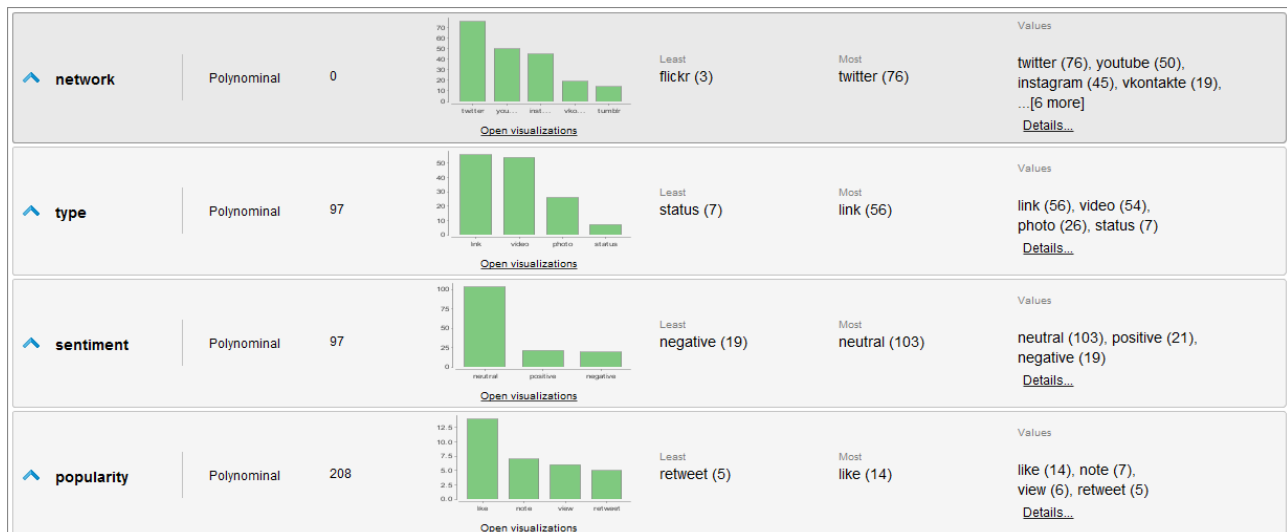 Values
network
Polynominal
0
70
60
50
40
30
20
10
0
twitter
you...
inst...
vko...
tumblr
Open visualizations
Least
flickr (3)
Most
twitter (76)
twitter (76), youtube (50),
instagram (45), vkontakte (19),
...[6 more]
Details...
Values
type
Polynominal
97
50
40
30
20
10
0
link
video
photo
status
Open visualizations
Least
status (7)
Most
link (56)
link (56), video (54),
photo (26), status (7)
Details...
Values
sentiment
Polynominal
97
100
75
50
25
0
neutral
positive
negative
Open visualizations
Least
negative (19)
Most
neutral (103)
neutral (103), positive (21),
negative (19)
Details...
Values
popularity
Polynominal
208
12.5
10.0
7.5
5.0
2.5
0.0
like
note
view
retweet
Open visualizations
Least
retweet (5)
Most
like (14)
like (14), note (7),
view (6), retweet (5)
Details...